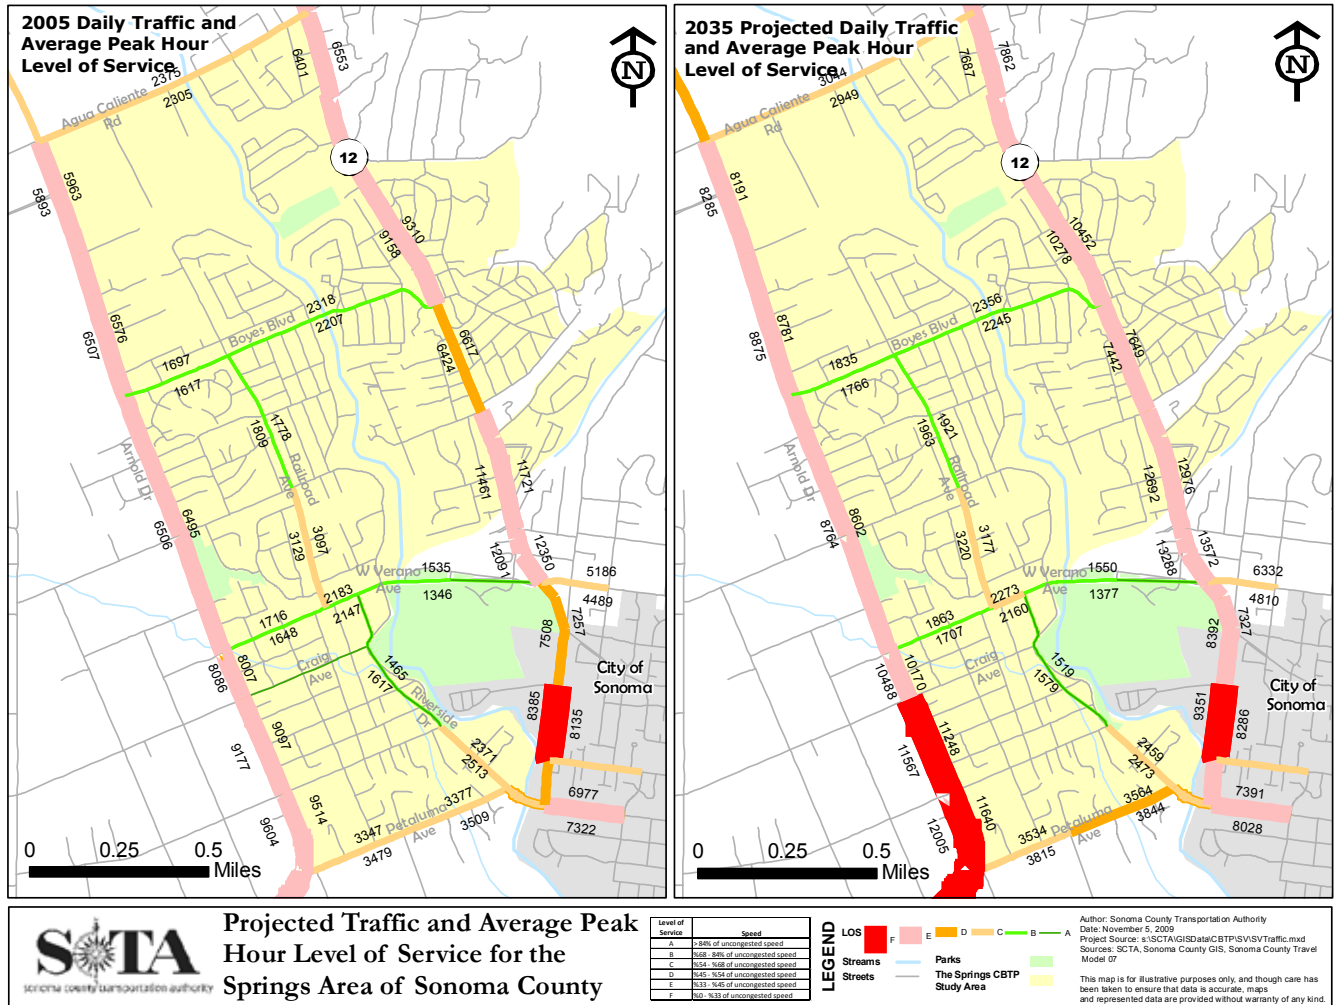 2005 Daily Traffic and
Average Peak Hour
Level of Service
N
12
Agua Caliente
Rd
2375
2305
6401
6553
5963
5893
9310
9158
2318
Boyes Blvd
2207
6576
6507
1697
1617
6617
6424
1778
1809
Railroad
Ave
Arnold Dr
11721
11461
6495
6506
3097
3129
12350
12091
W Verano
Ave
1535
1346
5186
4489
2183
2147
1716
1648
7257
7508
Craig
Ave
8007
8086
1465
1617
Riverside
Dr
City of
Sonoma
8385
8135
9097
9177
2371
2513
9514
9604
3377
Petaluma
Ave
3347
3509
3479
6977
7322
0 0.25 0.5
Miles
2035 Projected Daily Traffic
and Average Peak Hour
Level of Service
N
12
Agua Caliente
Rd
3044
2949
7687
7862
8191
8285
10452
10278
2356
Boyes Blvd
2245
8781
8875
1835
1766
7649
7442
1921
1963
Railroad
Ave
Arnold Dr
12976
12692
8602
8764
3177
3220
13572
13288
W Verano
Ave
1550
1377
6332
4810
2273
2160
1863
1707
7327
8392
Craig
Ave
10170
10488
1519
1579
City of
Sonoma
9351
8286
11248
11567
2459
2473
11640
12005
3564
Petaluma
Ave
3534
3844
3815
7391
8028
0 0.25 0.5
Miles
SCTA
sonoma county transportation authority
Projected Traffic and Average Peak
Hour Level of Service for the
Springs Area of Sonoma County
Level of
Service Speed
A >84% of uncongested speed
B %68 - 84% of uncongested speed
C %54 - %68 of uncongested speed
D %45 - %54 of uncongested speed
E %33 - %45 of uncongested speed
F %0 - %33 of uncongested speed
LEGEND
LOS F E D C B A
Streams Parks
Streets The Springs CBTP
Study Area
Author: Sonoma County Transportation Authority
Date: November 5, 2009
Project Source: s:\SCTA\GISData\CBTP\SV\SVTraffic.mxd
Sources: SCTA, Sonoma County GIS, Sonoma County Travel
Model 07
This map is for illustrative purposes only, and though care has
been taken to ensure that data is accurate, maps
and represented data are provided without warranty of any kind.